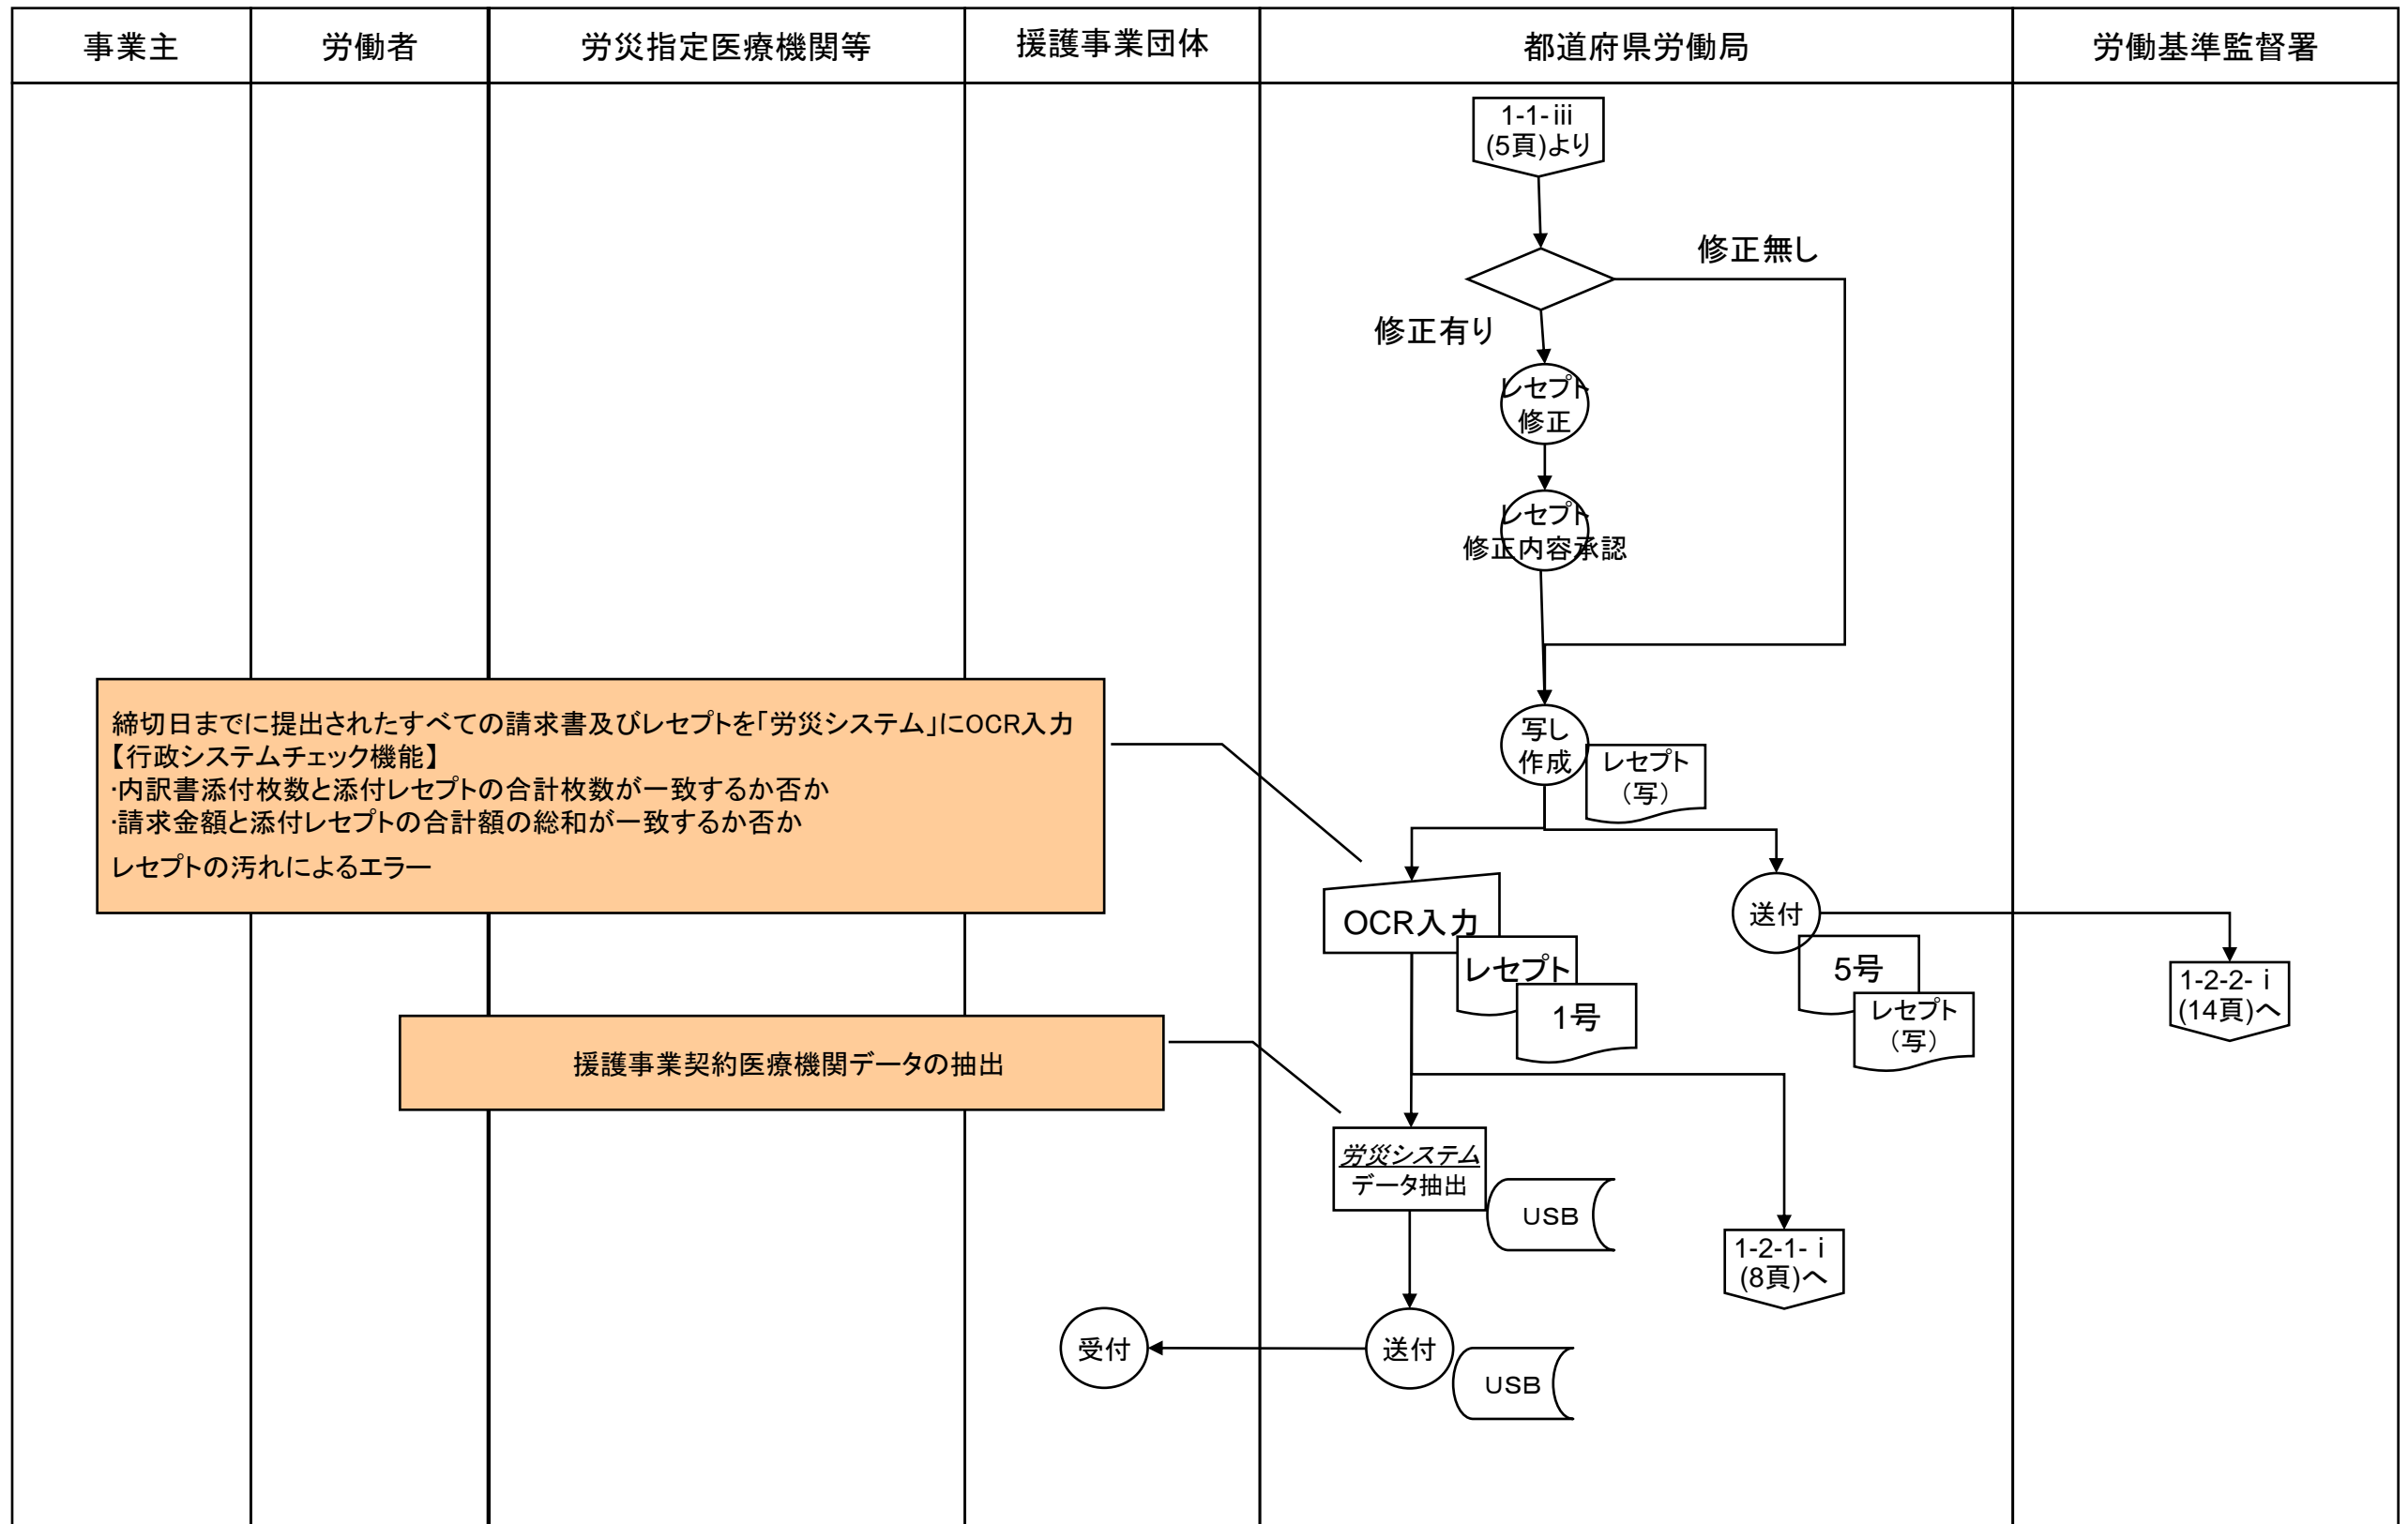 事業主
労働者
労災指定医療機関等
援護事業団体
都道府県労働局
労働基準監督署
1-1-ⅲ
(5頁)より
修正無し
修正有り
レセプト
修正
レセプト
修正内容承認
締切日までに提出されたすべての請求書及びレセプトを「労災システム」にOCR入力
【行政システムチェック機能】
・内訳書添付枚数と添付レセプトの合計枚数が一致するか否か
・請求金額と添付レセプトの合計額の総和が一致するか否か
レセプトの汚れによるエラー
写し
作成
レセプト
（写）
OCR入力
レセプト
1号
送付
5号
レセプト
（写）
1-2-2-ⅰ
(14頁)へ
援護事業契約医療機関データの抽出
労災システム
データ抽出
USB
1-2-1-ⅰ
(8頁)へ
受付
送付
USB